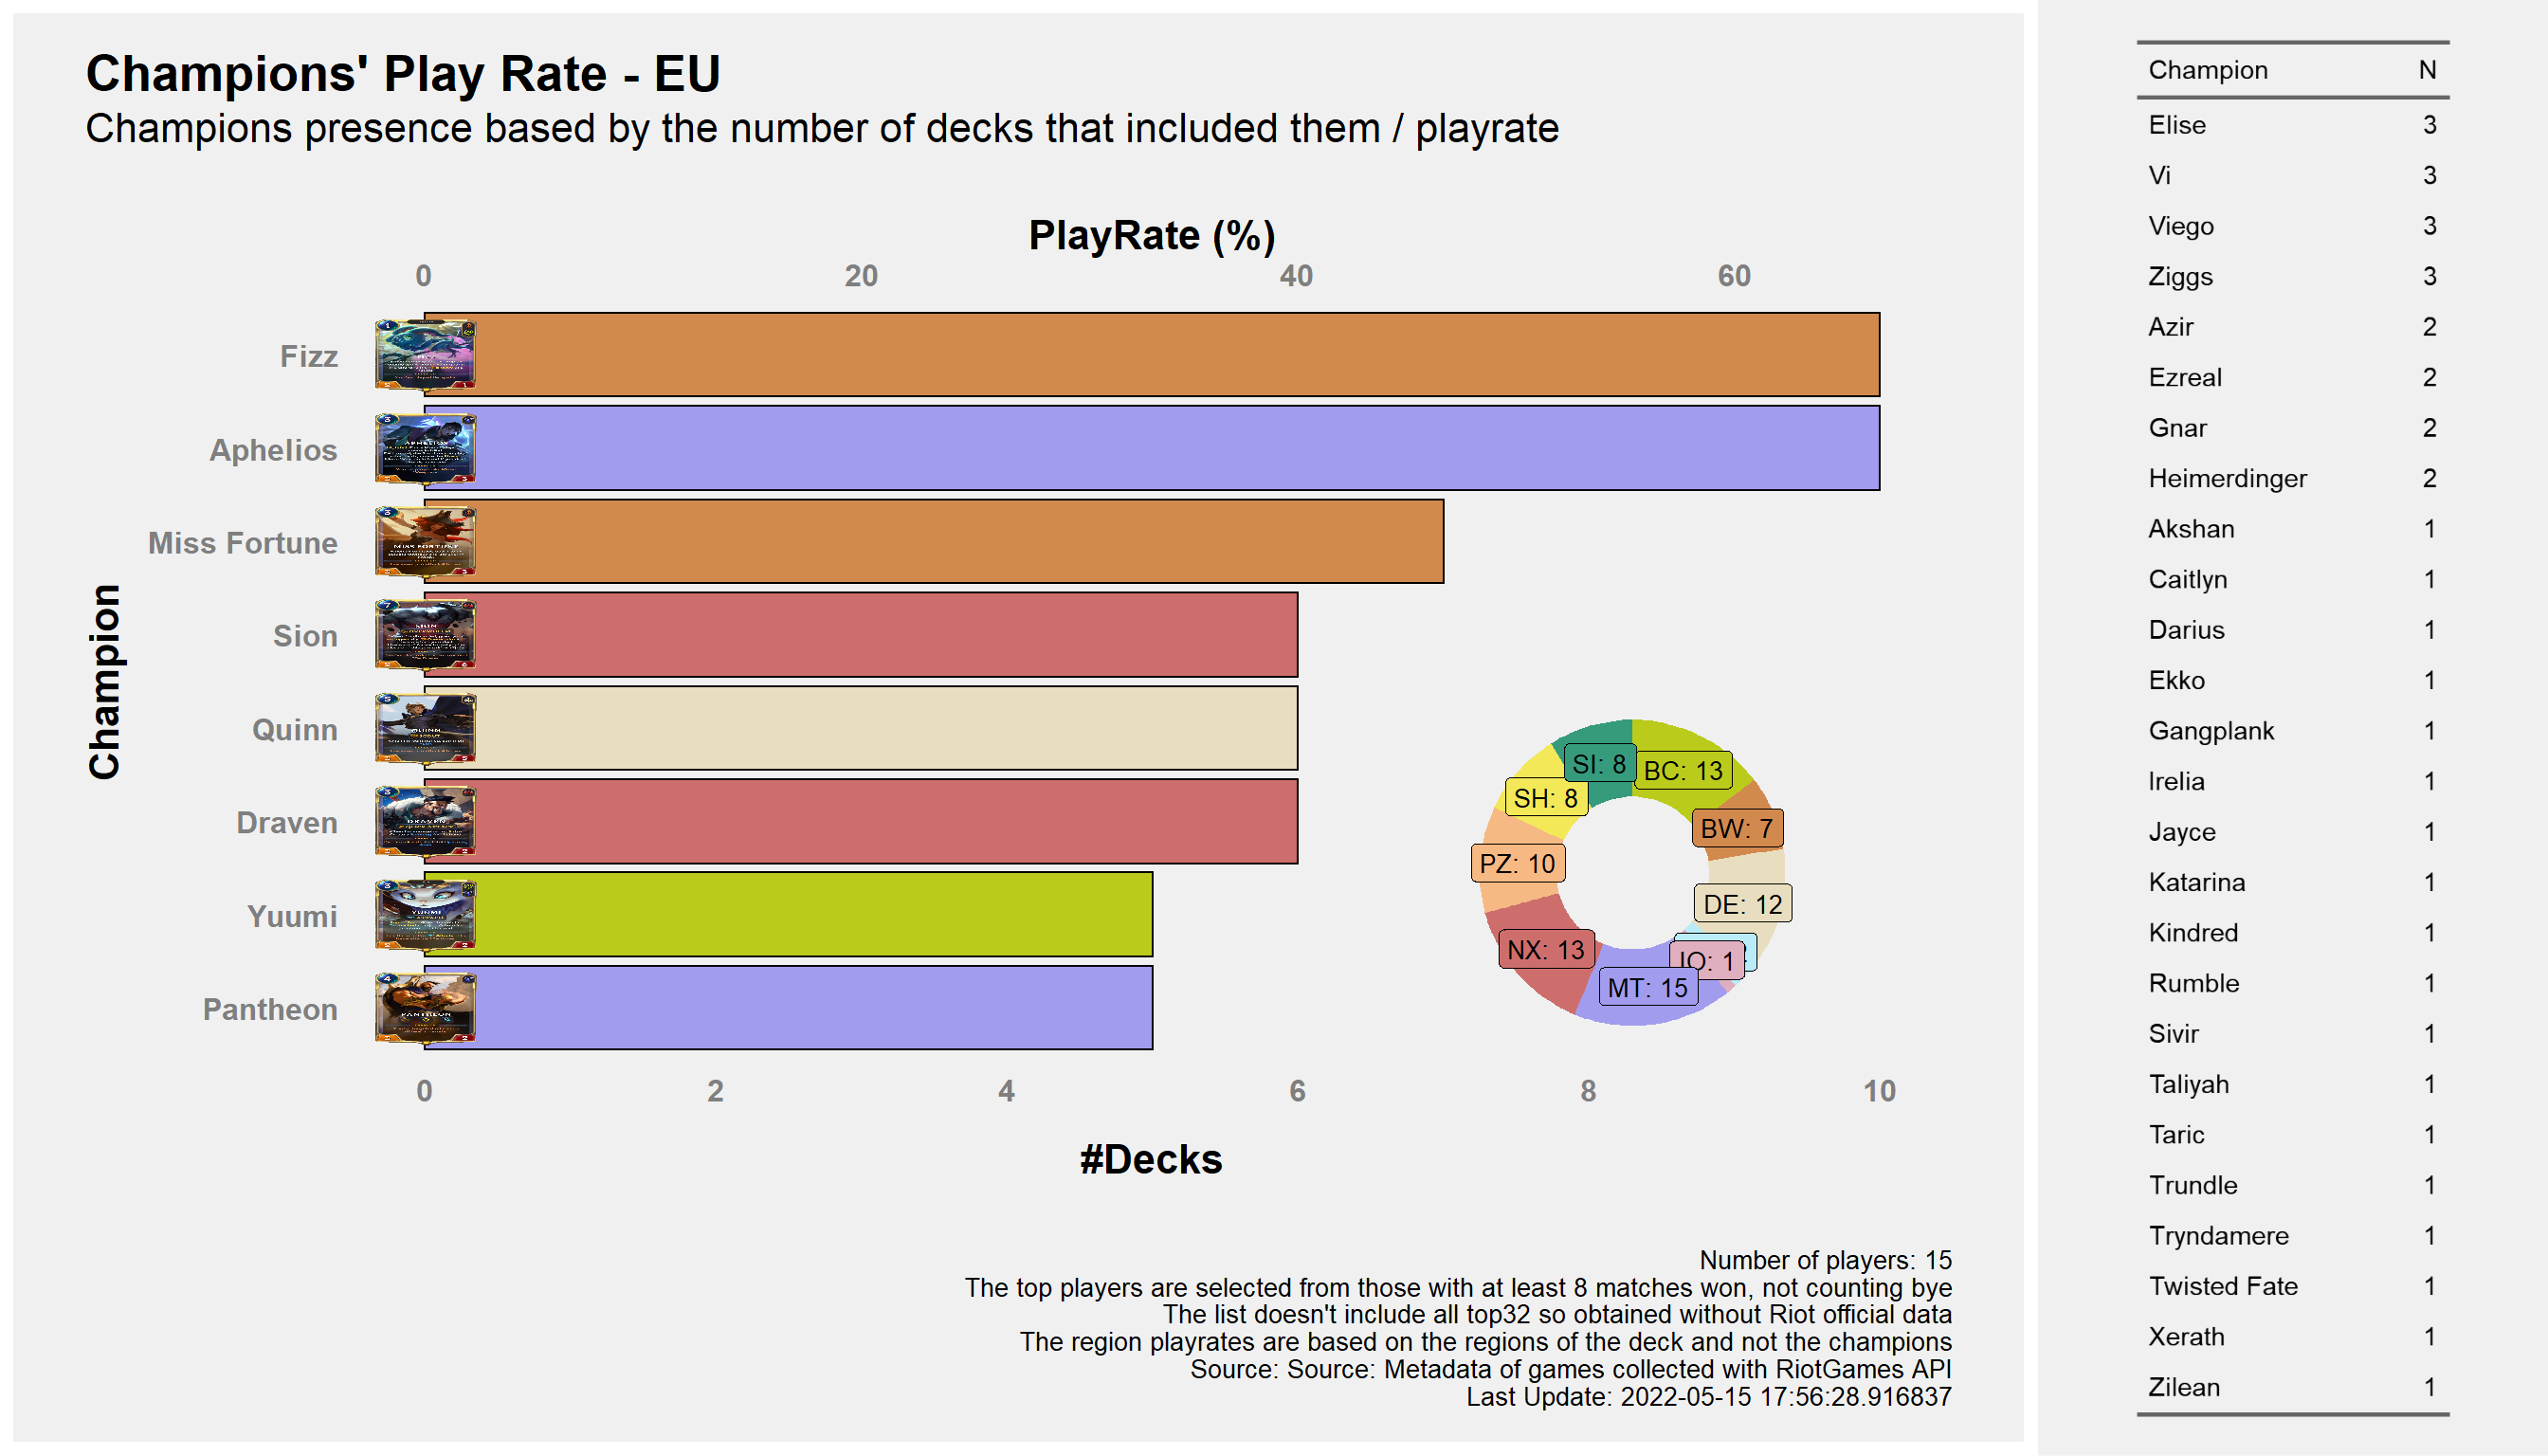 Champions' Play Rate - EU
Champions presence based by the number of decks that included them / playrate
PlayRate (%)
0 20 40 60
Champion
Fizz
Aphelios
Miss Fortune
Sion
Quinn
Draven
Yuumi
Pantheon
SI: 8
BC: 13
SH: 8
BW: 7
PZ: 10
DE: 12
NX: 13
IO: 1
MT: 15
0 2 4 6 8 10
#Decks
Number of players: 15
The top players are selected from those with at least 8 matches won, not counting bye
The list doesn't include all top32 so obtained without Riot official data
The region playrates are based on the regions of the deck and not the champions
Source: Source: Metadata of games collected with RiotGames API
Last Update: 2022-05-15 17:56:28.916837
Champion N
Elise 3
Vi 3
Viego 3
Ziggs 3
Azir 2
Ezreal 2
Gnar 2
Heimerdinger 2
Akshan 1
Caitlyn 1
Darius 1
Ekko 1
Gangplank 1
Irelia 1
Jayce 1
Katarina 1
Kindred 1
Rumble 1
Sivir 1
Taliyah 1
Taric 1
Trundle 1
Tryndamere 1
Twisted Fate 1
Xerath 1
Zilean 1